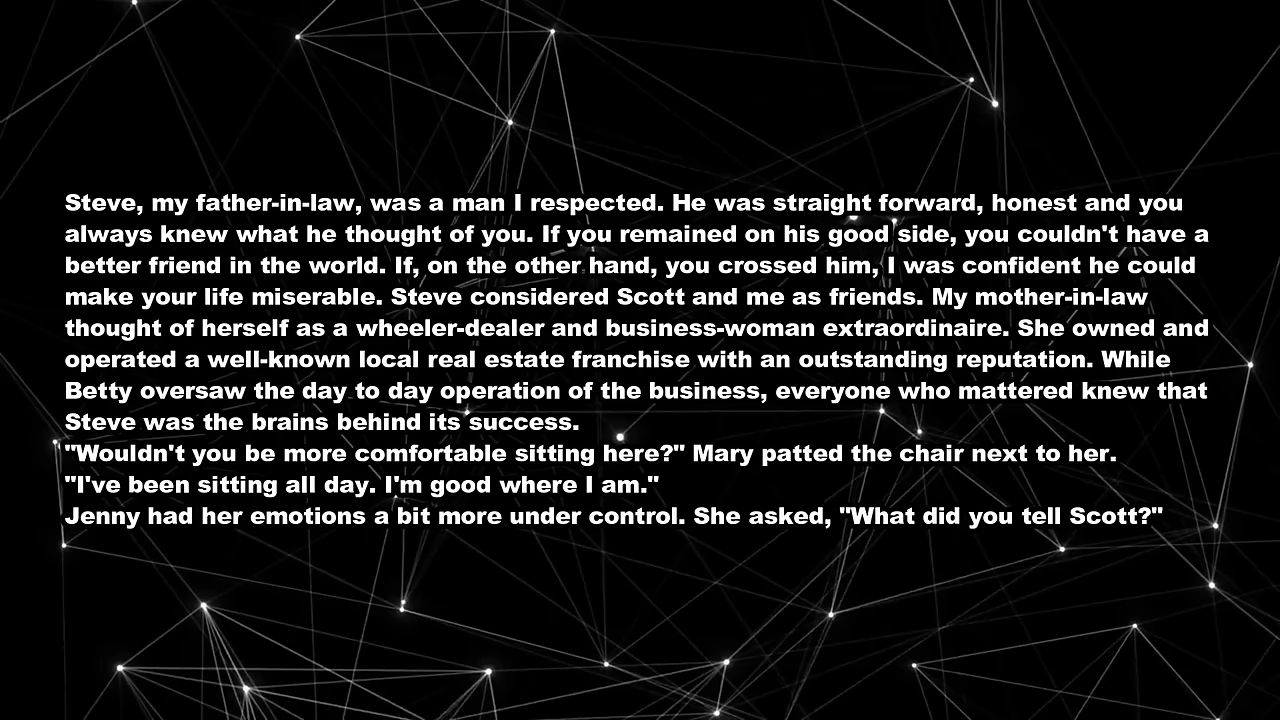 Steve, my father-in-law, was a man I respected. He was straight forward, honest and you
always knew what he thought of you. If you remained on his good side, you couldn't have a
better friend in the world. If, on the other hand, you crossed him, I was confident he could
make your life miserable. Steve considered Scott and me as friends. My mother-in-law
thought of herself as a wheeler-dealer and business-woman extraordinaire. She owned and
operated a well-known local real estate franchise with an outstanding reputation. While
Betty oversaw the day to day operation of the business, everyone who mattered knew that
Steve was the brains behind its success.
"Wouldn't you be more comfortable sitting here?" Mary patted the chair next to her.
"I've been sitting all day. I'm good where I am."
Jenny had her emotions a bit more under control. She asked, "What did you tell Scott?"